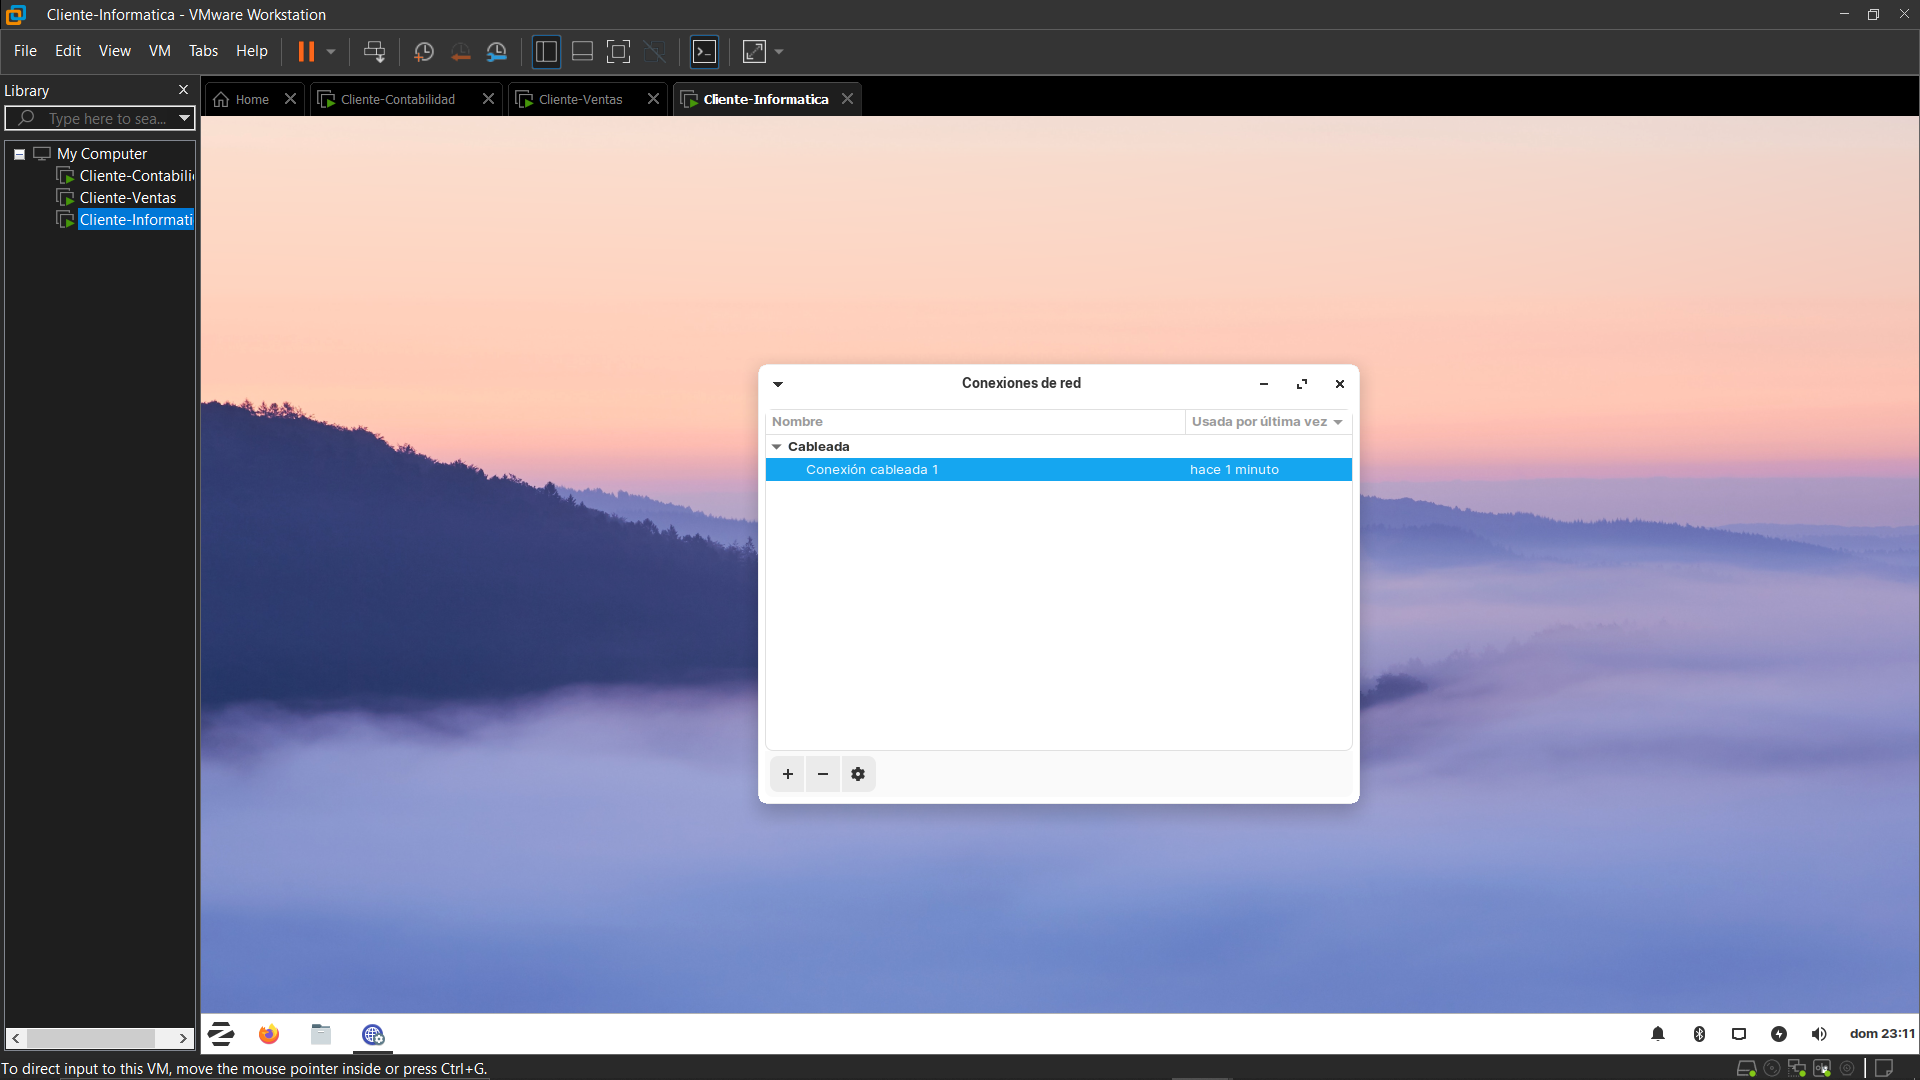 Cliente-Informatica - VMware Workstation
File Edit View VM Tabs Help
Library
Type here to sea...
My Computer
Cliente-Contabili
Cliente-Ventas
Cliente-Informati
Home
Cliente-Contabilidad
Cliente-Ventas
Cliente-Informatica
Conexiones de red
Nombre Usada por última vez
Cableada
Conexión cableada 1 hace 1 minuto
dom 23:11
To direct input to this VM, move the mouse pointer inside or press Ctrl+G.